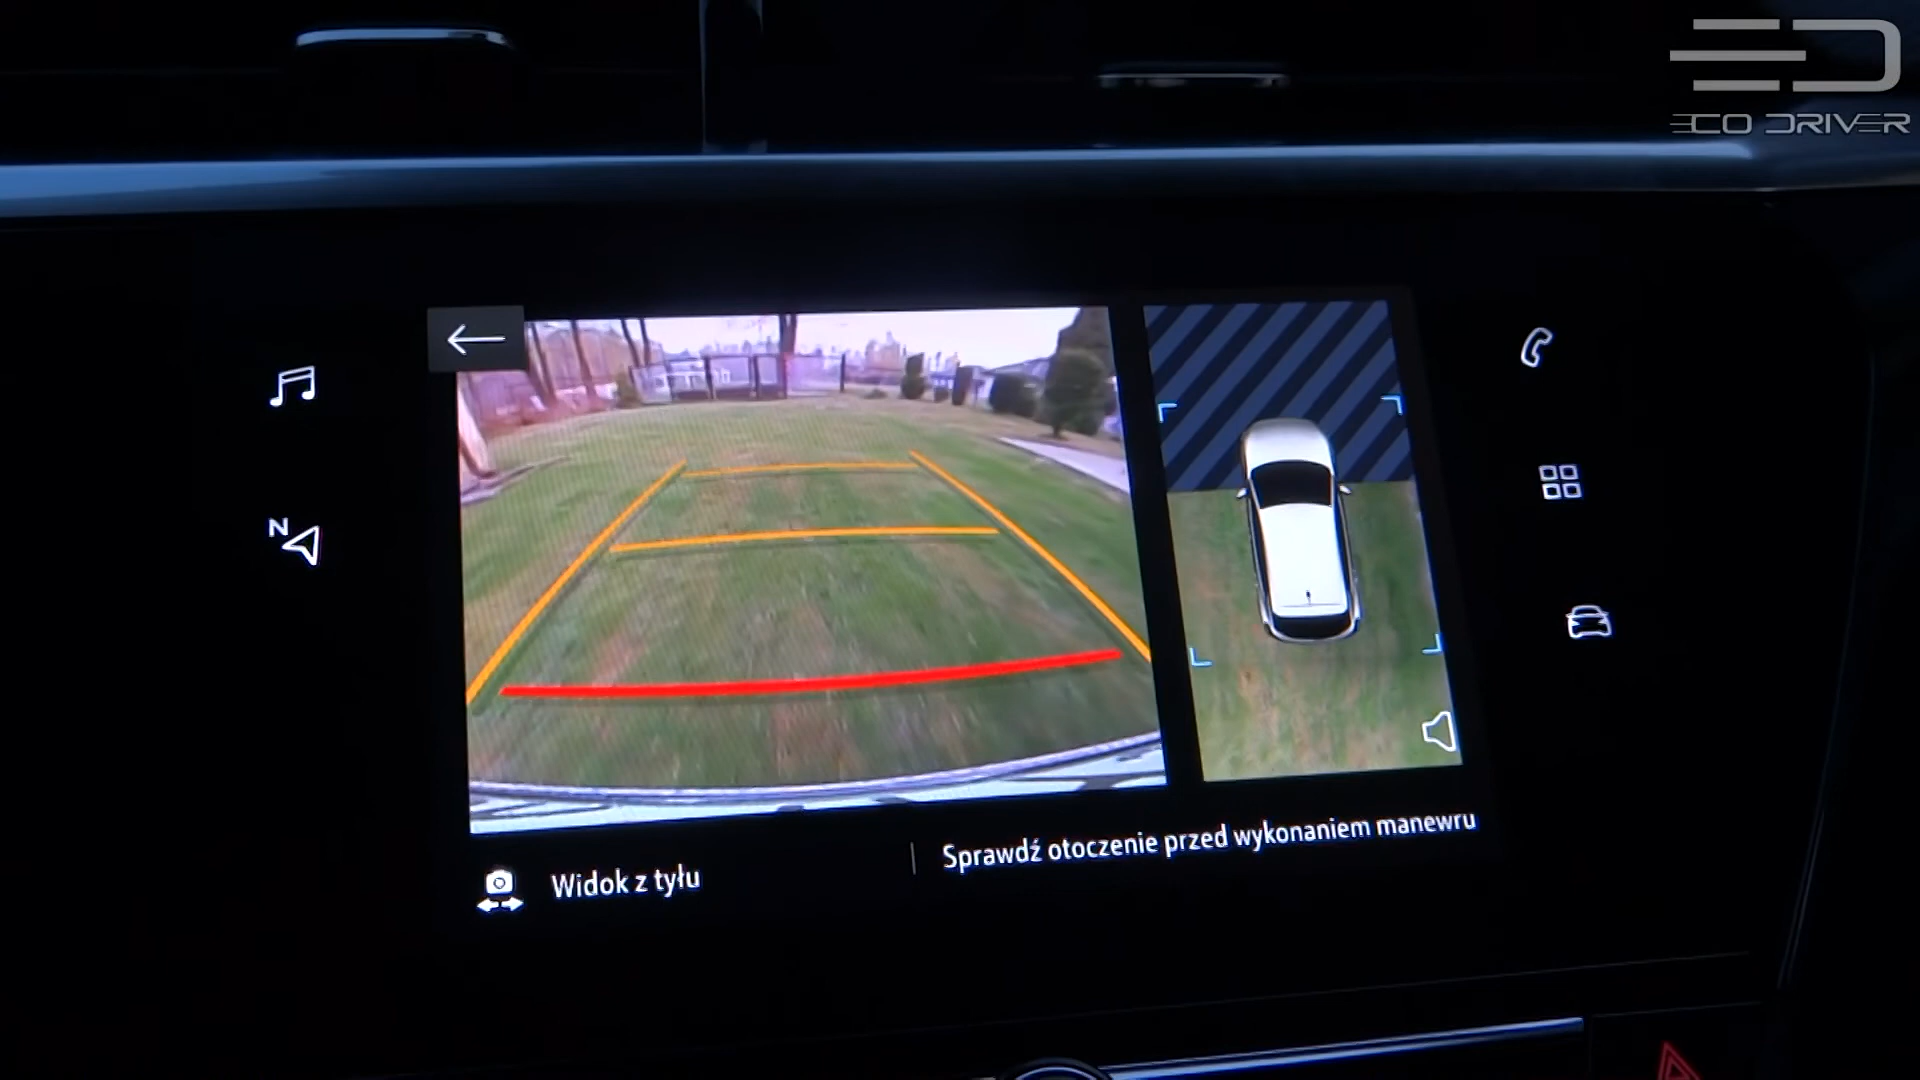 ECO DRIVER
N
Widok z tyłu
Sprawdź otoczenie przed wykonaniem manewru